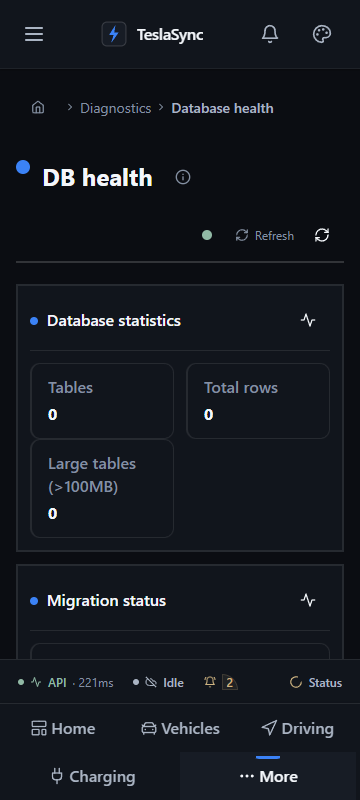 TeslaSync
Diagnostics Database health
DB health
Refresh
Database statistics
Tables
0
Total rows
0
Large tables
(>100MB)
0
Migration status
API · 221ms Idle 2 Status
Home Vehicles Driving
Charging More